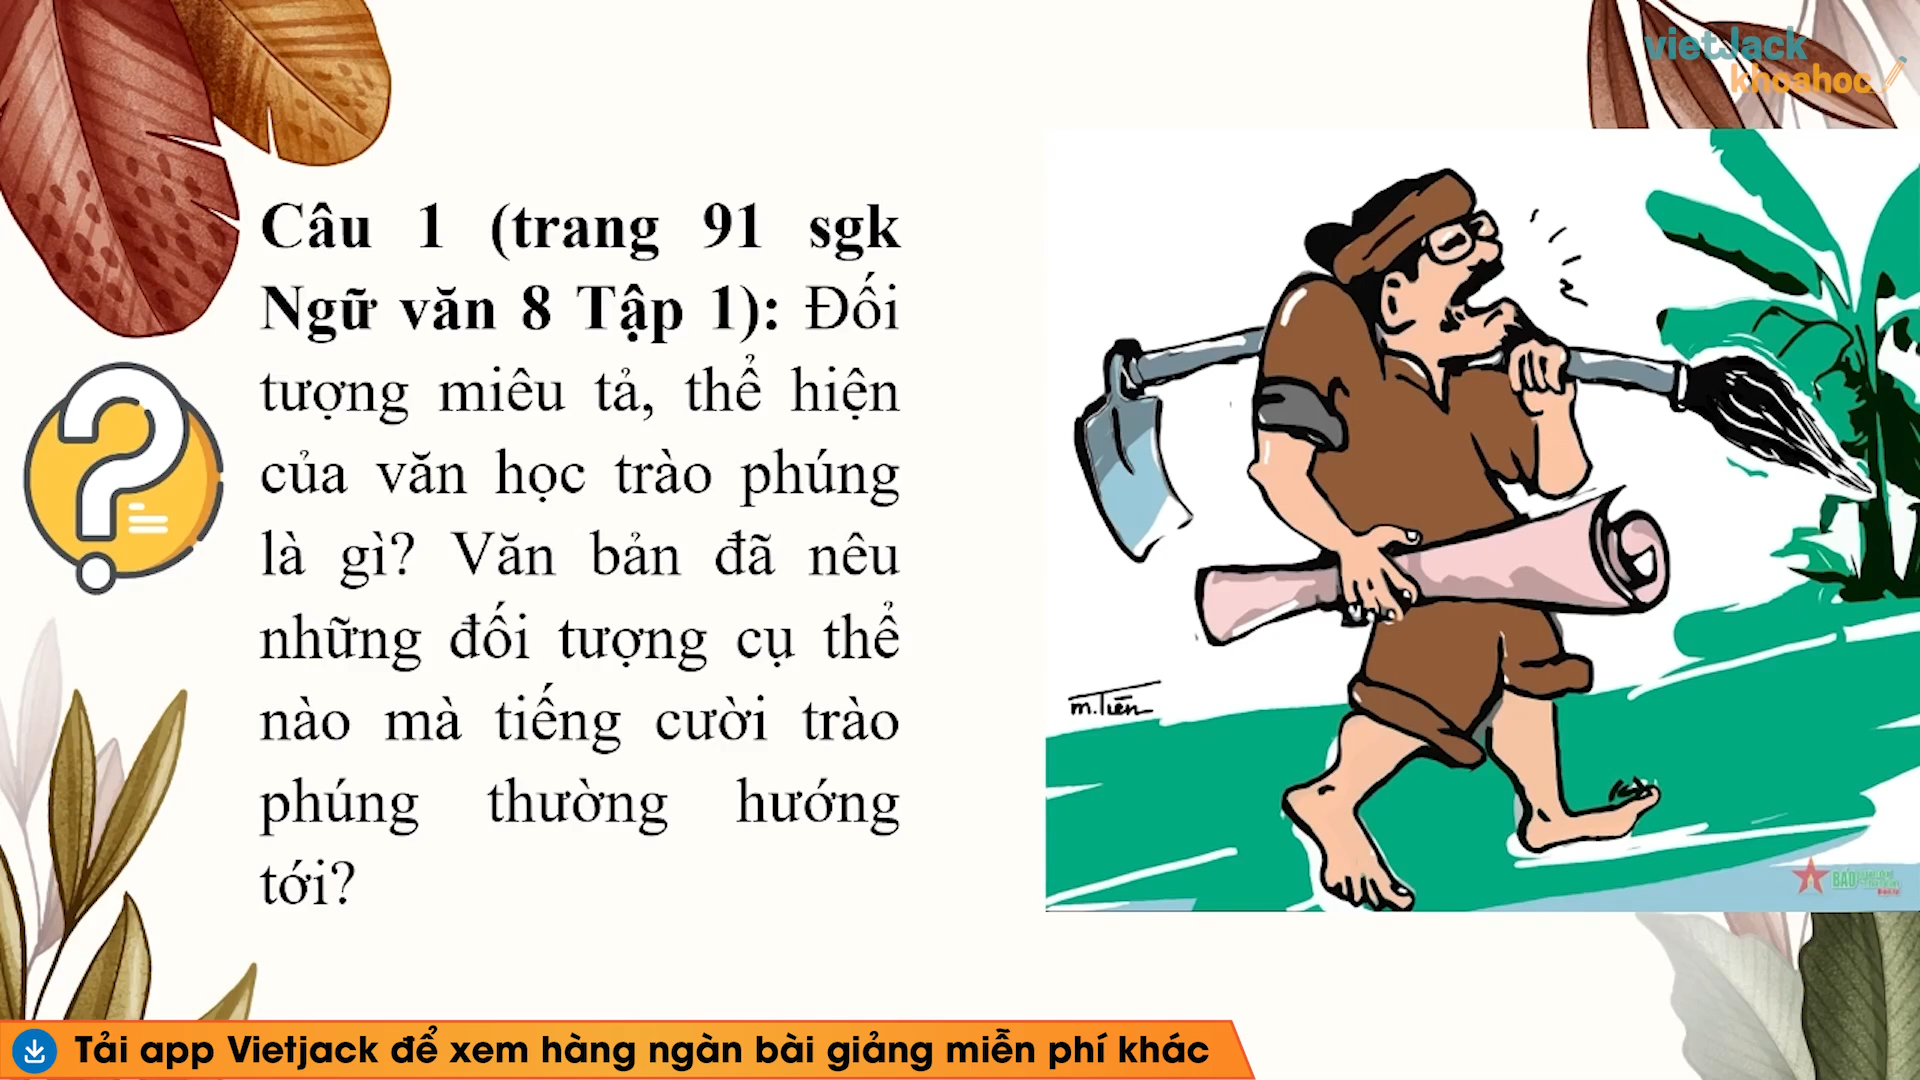 vietJack
khoahoc
Câu 1 (trang 91 sgk
Ngữ văn 8 Tập 1): Đối
tượng miêu tả, thể hiện
của văn học trào phúng
là gì? Văn bản đã nêu
những đối tượng cụ thể
nào mà tiếng cười trào
phúng thường hướng
tới?
M.Tiến
BÁO
Tải app Vietjack để xem hàng ngàn bài giảng miễn phí khác